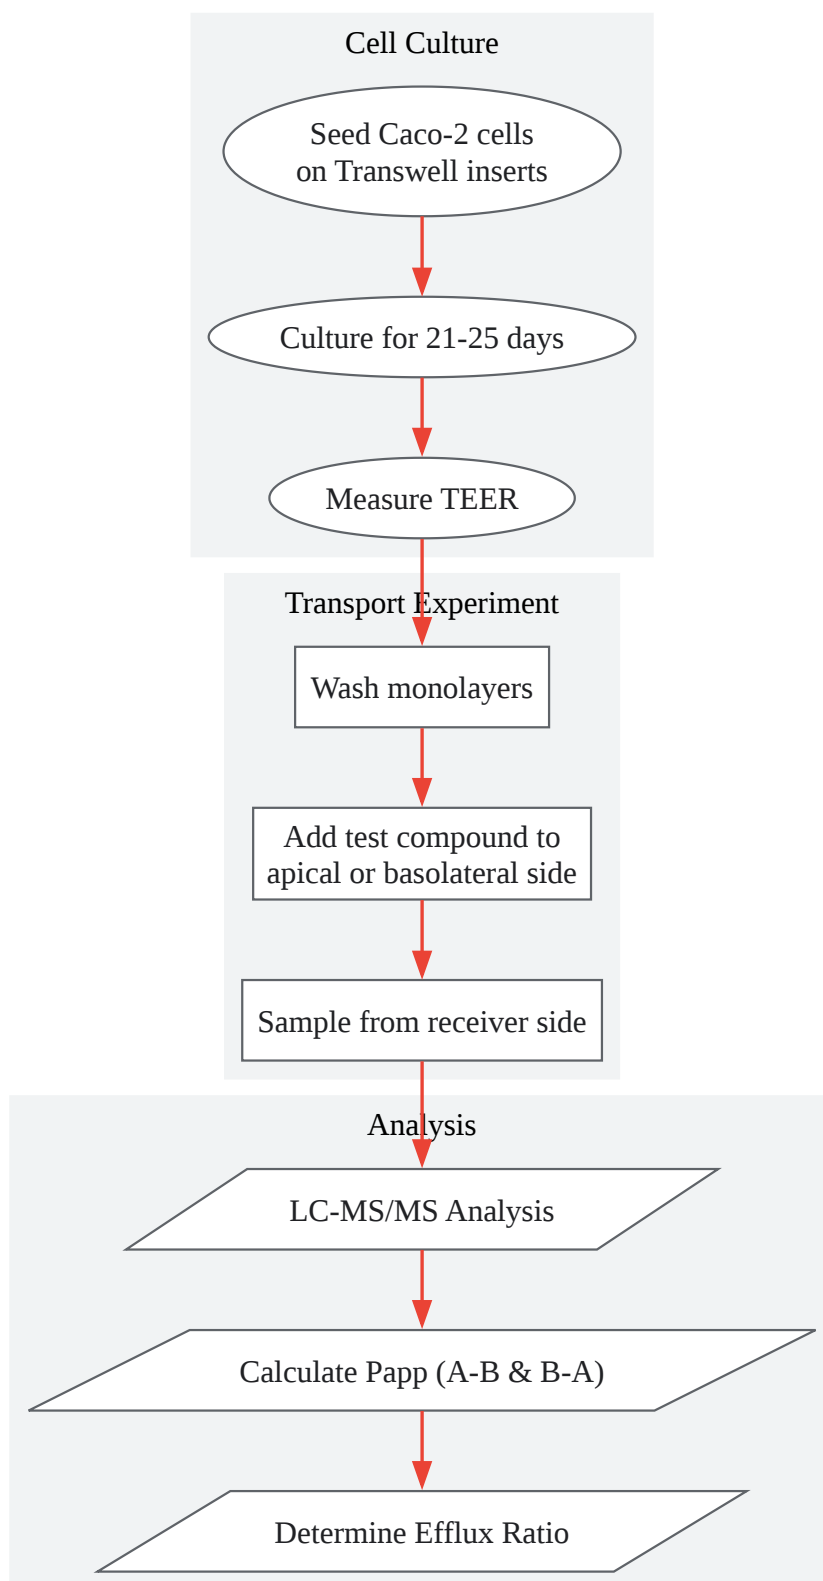 Cell Culture
Seed Caco-2 cells
on Transwell inserts
Culture for 21-25 days
Measure TEER
Transport Experiment
Wash monolayers
Add test compound to
apical or basolateral side
Sample from receiver side
Analysis
LC-MS/MS Analysis
Calculate Papp (A-B & B-A)
Determine Efflux Ratio